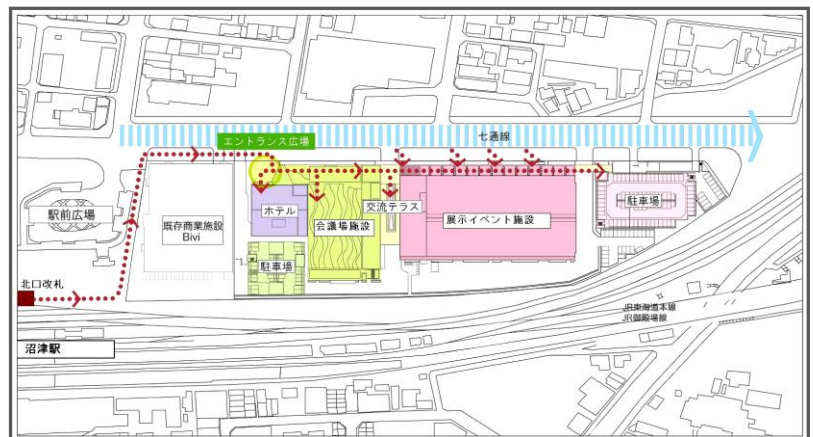 七通線
エントランス広場
駅前広場
既存商業施設
Bivi
ホテル
会議場施設
交流テラス
展示イベント施設
駐車場
駐車場
北口改札
JR東海道本線
JR御殿場線
沼津駅